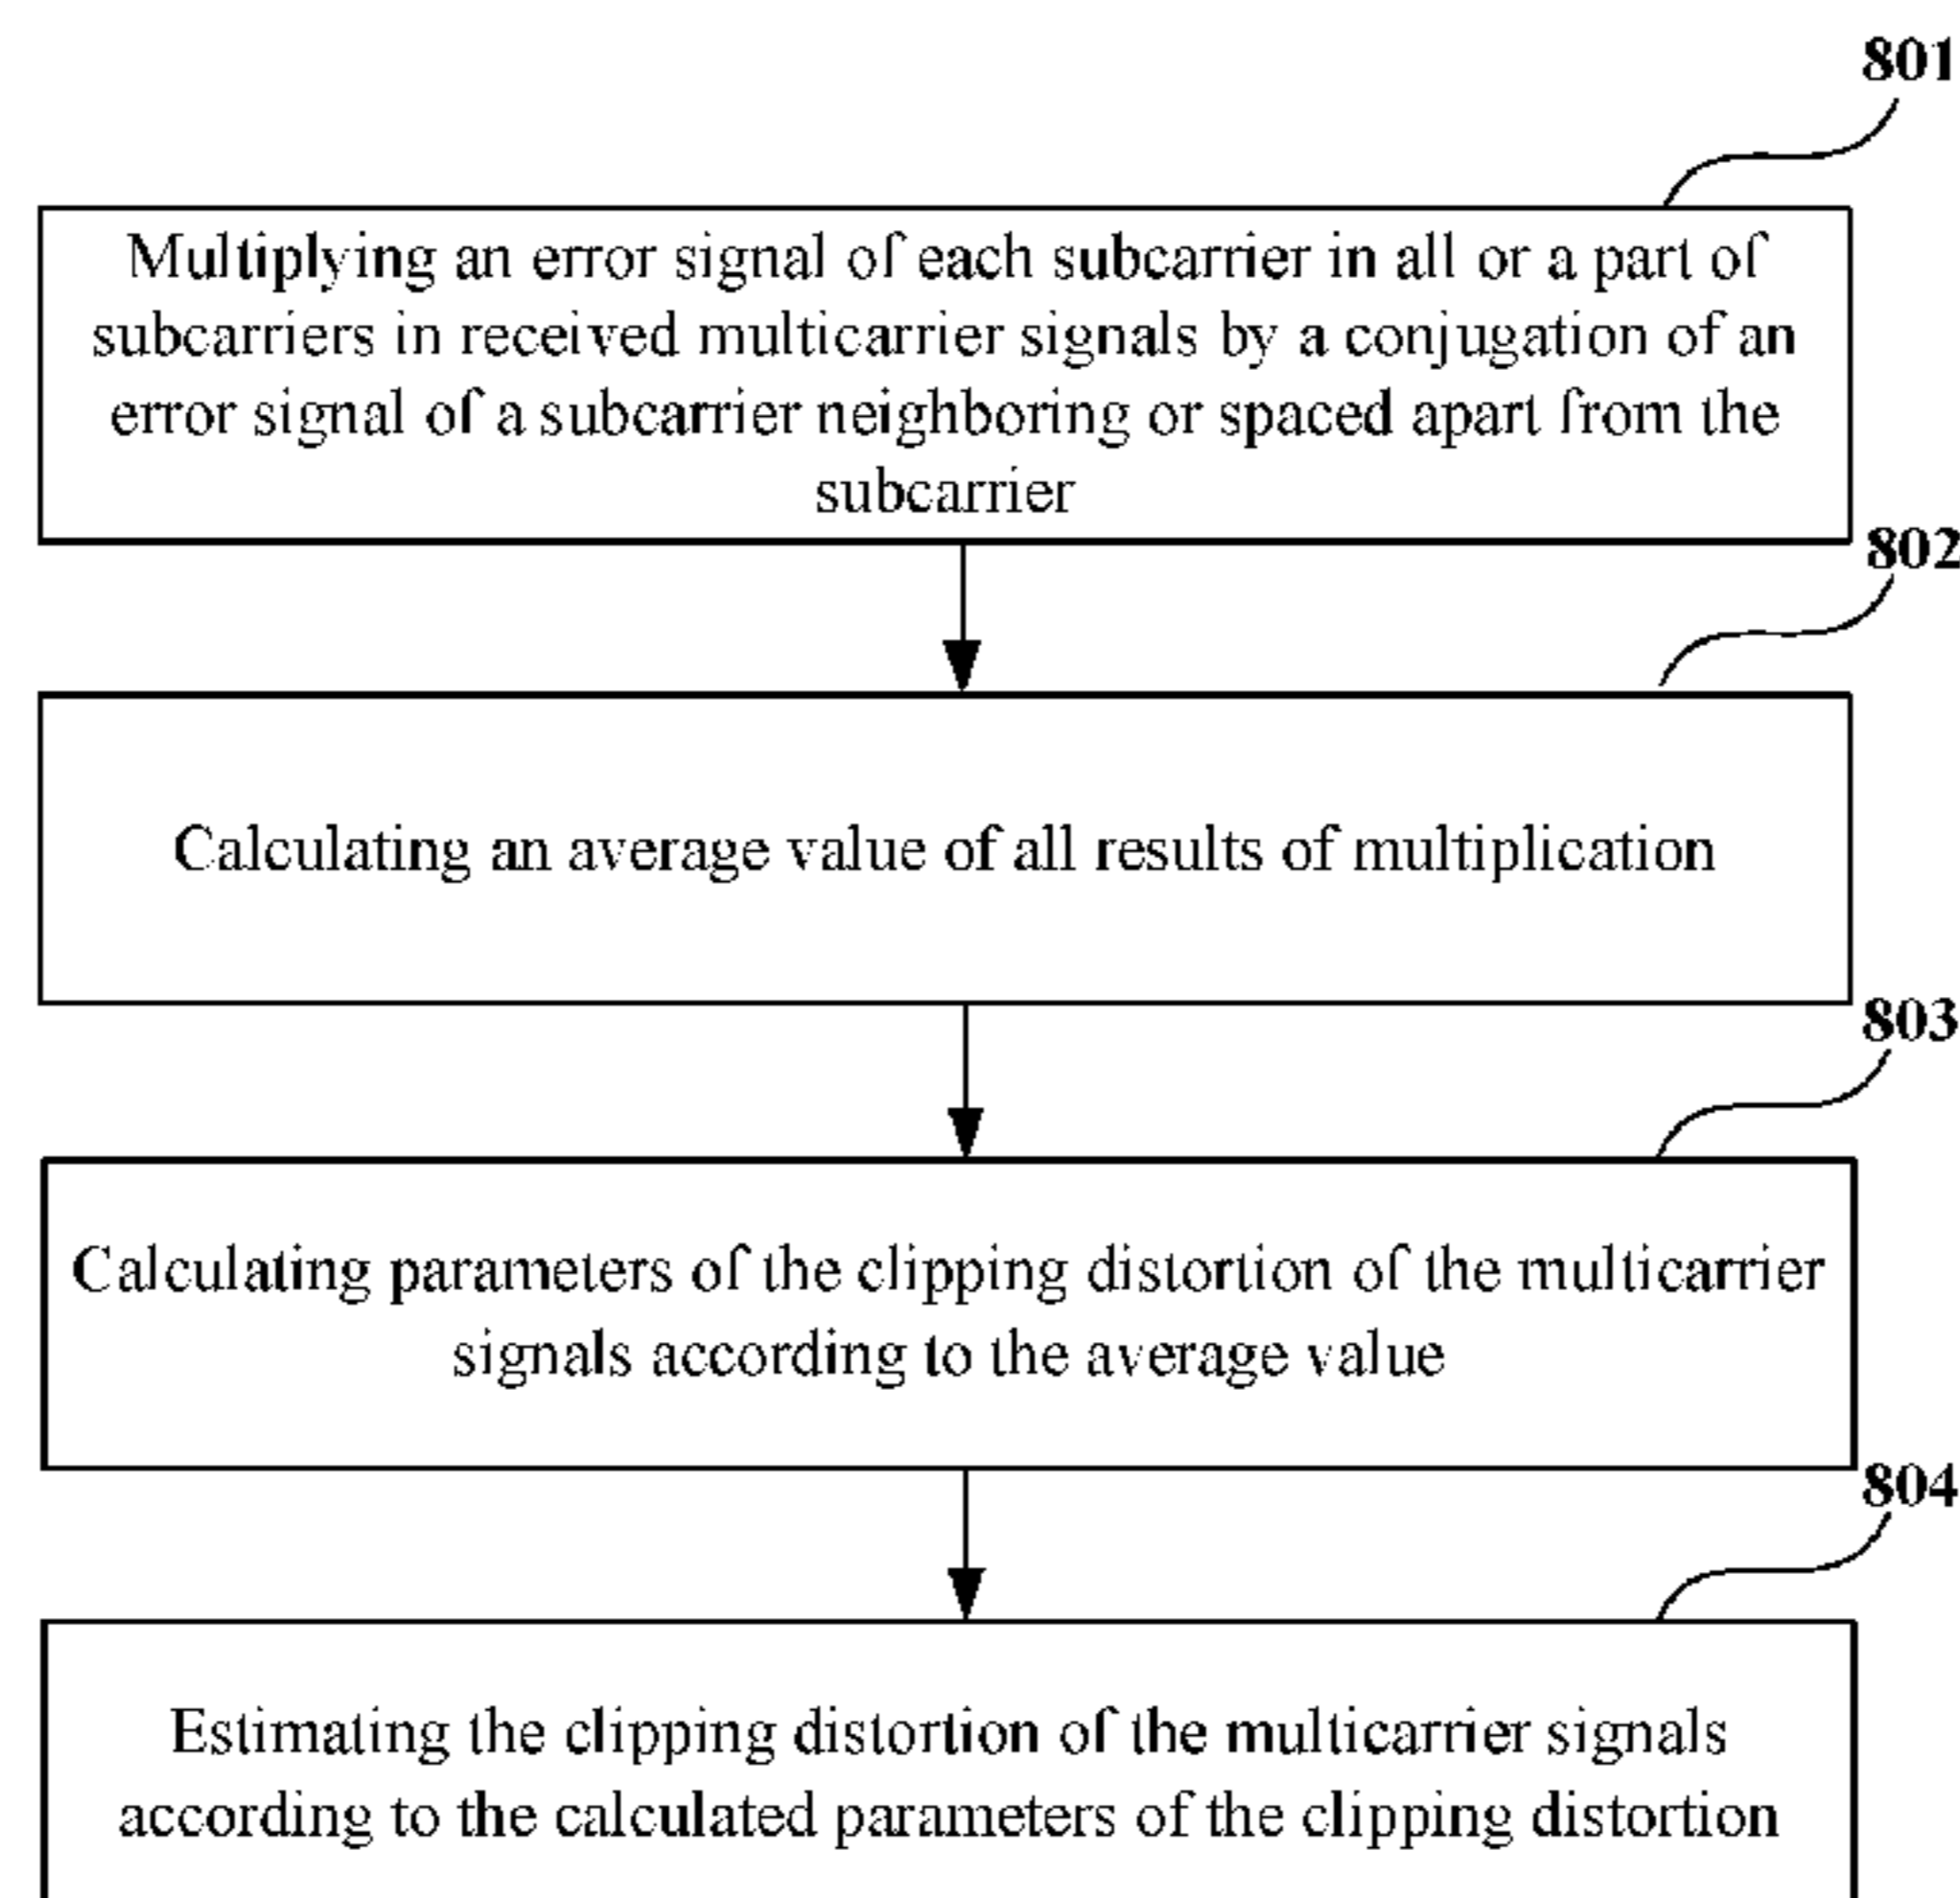 801
Multiplying an error signal of each subcarrier in all or a part of
subcarriers in received multicarrier signals by a conjugation of an
error signal of a subcarrier neighboring or spaced apart from the
subcarrier
802
Calculating an average value of all results of multiplication
803
Calculating parameters of the clipping distortion of the multicarrier
signals according to the average value
804
Estimating the clipping distortion of the multicarrier signals
according to the calculated parameters of the clipping distortion